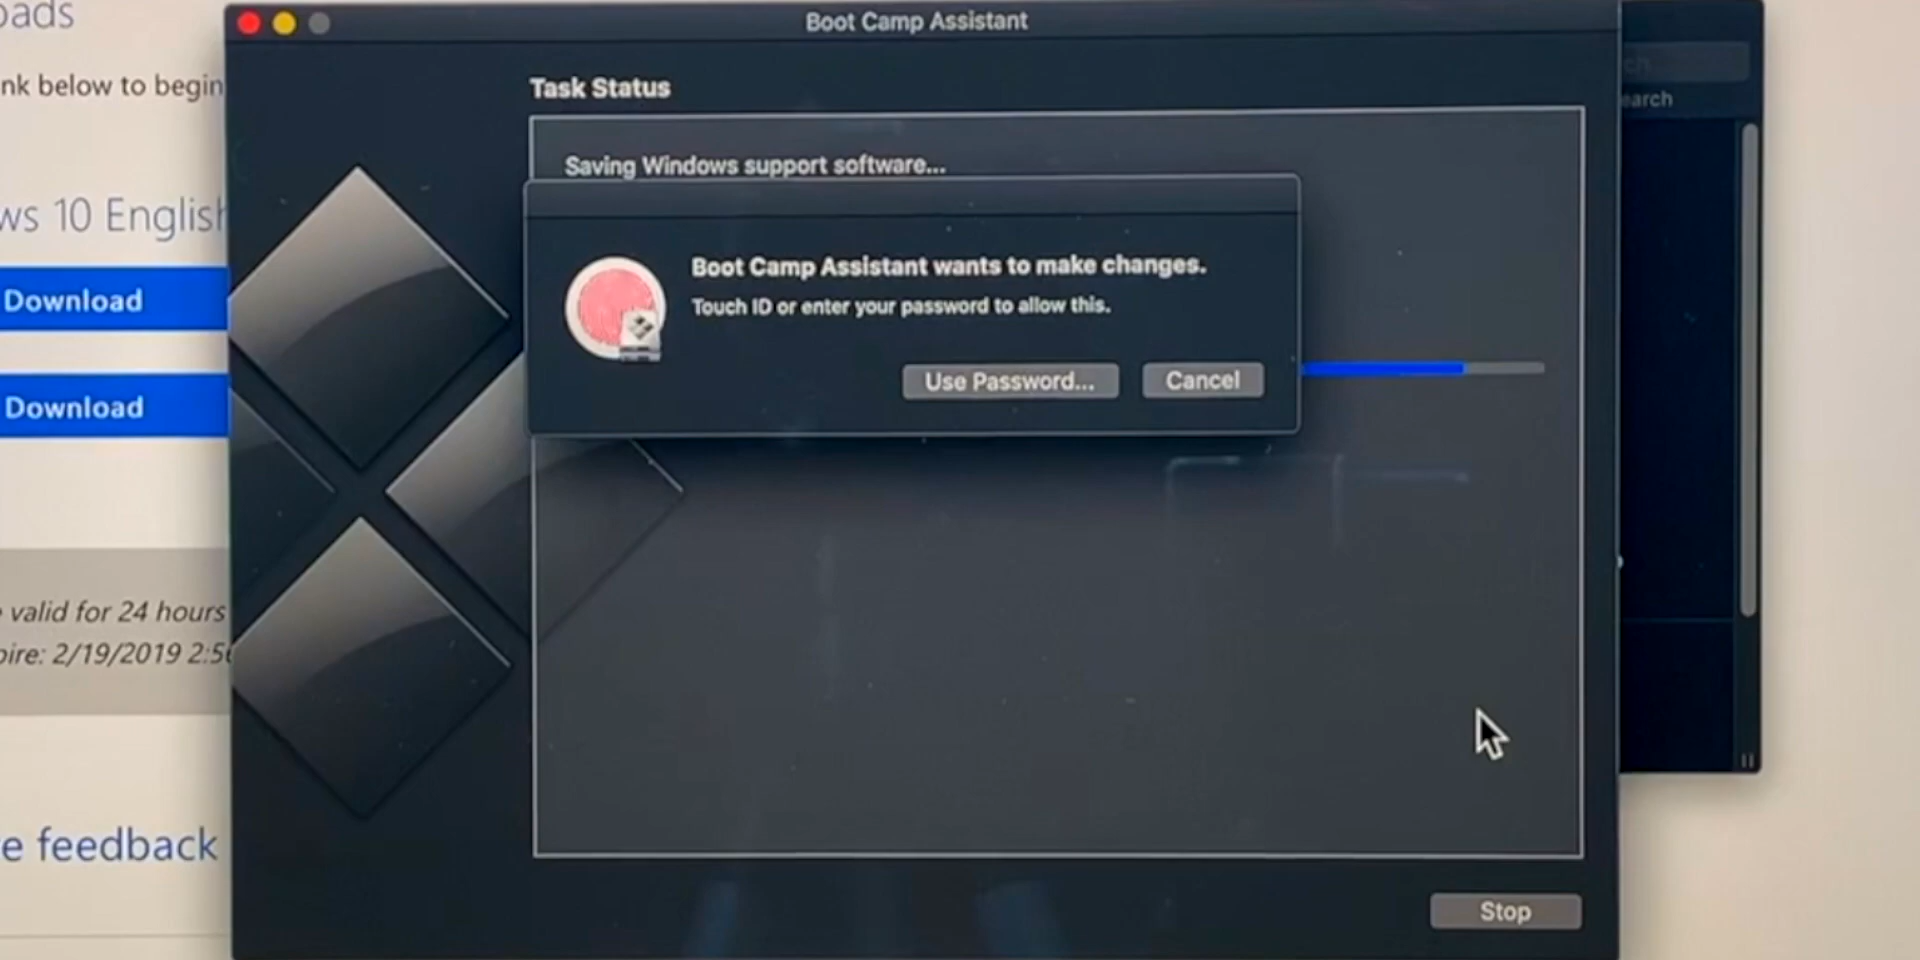 oads
nk below to begin
ws 10 English
Download
Download
valid for 24 hours
pire: 2/19/2019 2:56
e feedback
Boot Camp Assistant
Task Status
Saving Windows support software...
Boot Camp Assistant wants to make changes.
Touch ID or enter your password to allow this.
Use Password...
Cancel
Stop
ch
earch